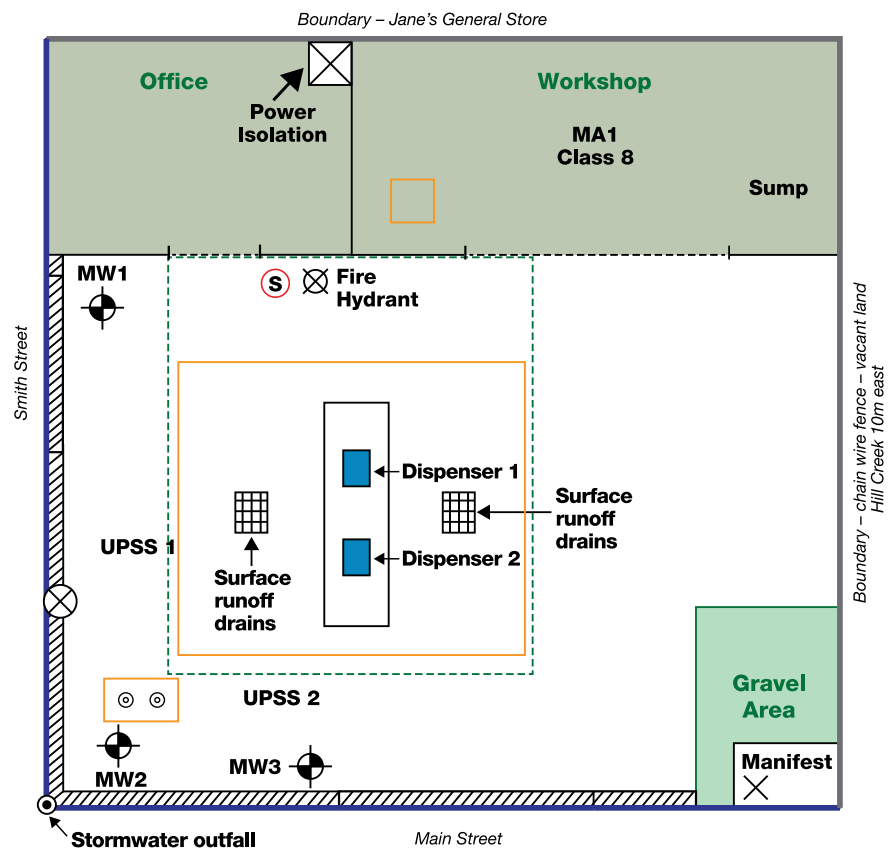 Boundary – Jane's General Store
Office
Workshop
Power
Isolation
MA1
Class 8
Sump
MW1
S
Fire
Hydrant
Smith Street
Boundary – chain wire fence – vacant land
Hill Creek 10m east
Dispenser 1
Surface
runoff
drains
UPSS 1
Dispenser 2
Surface
runoff
drains
UPSS 2
Gravel
Area
MW3
Manifest
MW2
Stormwater outfall
Main Street